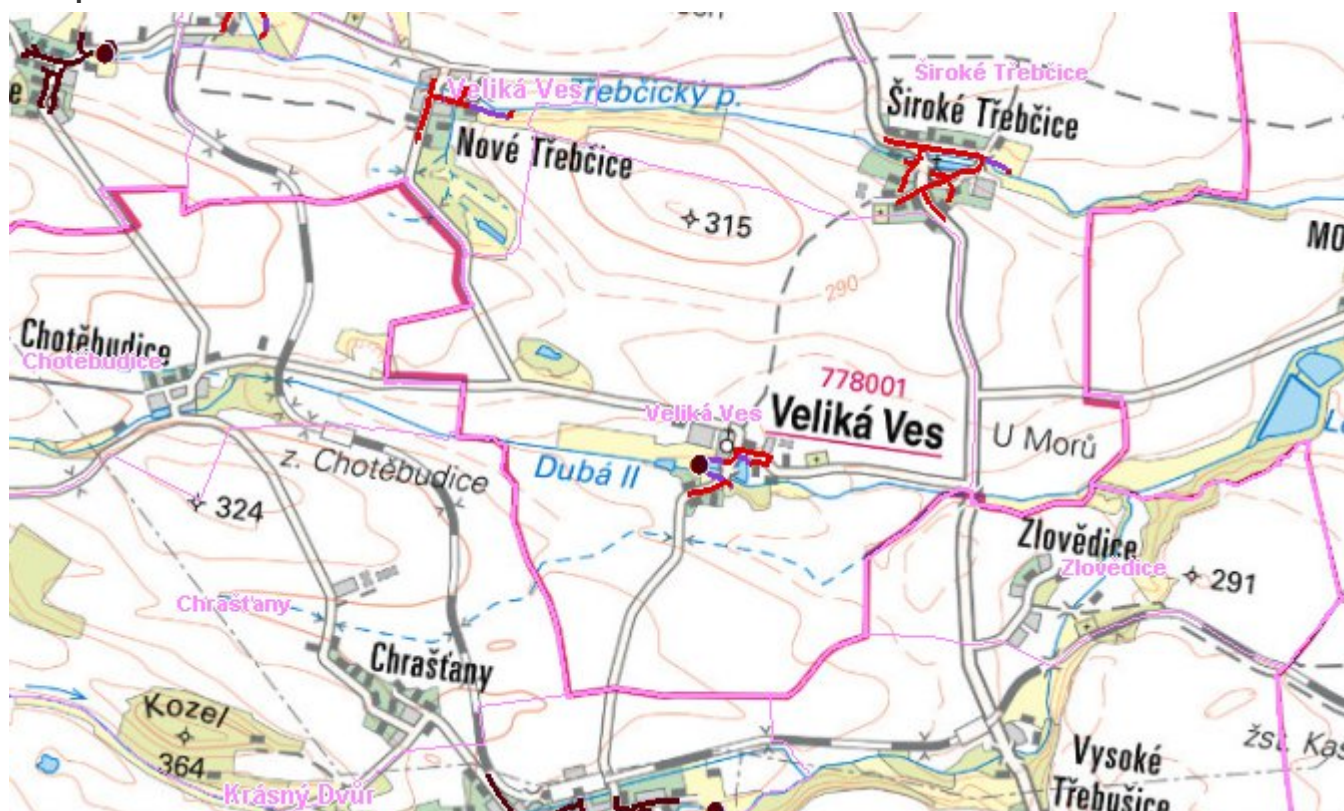 Široké Třebčice
Veliká Ves
Třebčický p.
Široké Třebčice
e
Nové Třebčice
315
MO
290
Chotěbudice
Chotěbudice
778001
Veliká Ves
Veliká Ves
U Morů
z. Chotěbudice
Dubá II
324
Zlovědice
Zlovědice
291
Chrašťany
Chrašťany
Kozel
364
Krásný Dvůr
Vysoké
Třebušice
žst. Kas